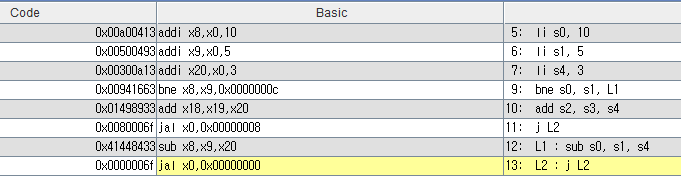 Code Basic
0x00a00413 addi x8,x0,10 5: li s0, 10
0x00500493 addi x9,x0,5 6: li s1, 5
0x00300a13 addi x20,x0,3 7: li s4, 3
0x00941663 bne x8,x9,0x0000000c 9: bne s0, s1, L1
0x01498933 add x18,x19,x20 10: add s2, s3, s4
0x0080006f jal x0,0x00000008 11: j L2
0x41448433 sub x8,x9,x20 12: L1 : sub s0, s1, s4
0x0000006f jal x0,0x00000000 13: L2 : j L2